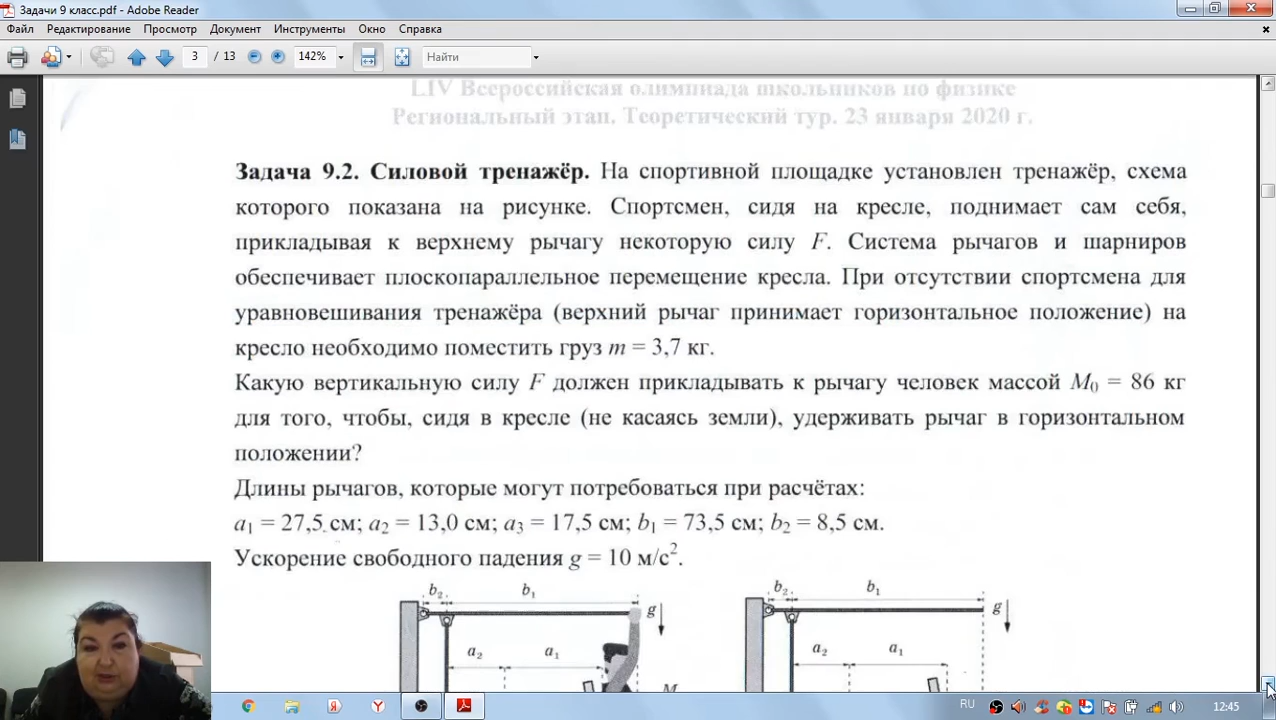 Задачи 9 класс.pdf - Adobe Reader
Файл Редактирование Просмотр Документ Инструменты Окно Справка
3 / 13 142% Найти
LIV Всероссийская олимпиада школьников по физике
Региональный этап. Теоретический тур. 23 января 2020 г.
Задача 9.2. Силовой тренажёр. На спортивной площадке установлен тренажёр, схема
которого показана на рисунке. Спортсмен, сидя на кресле, поднимает сам себя,
прикладывая к верхнему рычагу некоторую силу F. Система рычагов и шарниров
обеспечивает плоскопараллельное перемещение кресла. При отсутствии спортсмена для
уравновешивания тренажёра (верхний рычаг принимает горизонтальное положение) на
кресло необходимо поместить груз m = 3,7 кг.
Какую вертикальную силу F должен прикладывать к рычагу человек массой M₀ = 86 кг
для того, чтобы, сидя в кресле (не касаясь земли), удерживать рычаг в горизонтальном
положении?
Длины рычагов, которые могут потребоваться при расчётах:
a₁ = 27,5 см; a₂ = 13,0 см; a₃ = 17,5 см; b₁ = 73,5 см; b₂ = 8,5 см.
Ускорение свободного падения g = 10 м/с².
b₂ b₁ g b₂ b₁ g
a₂ a₁ a₂ a₁
RU 12:45